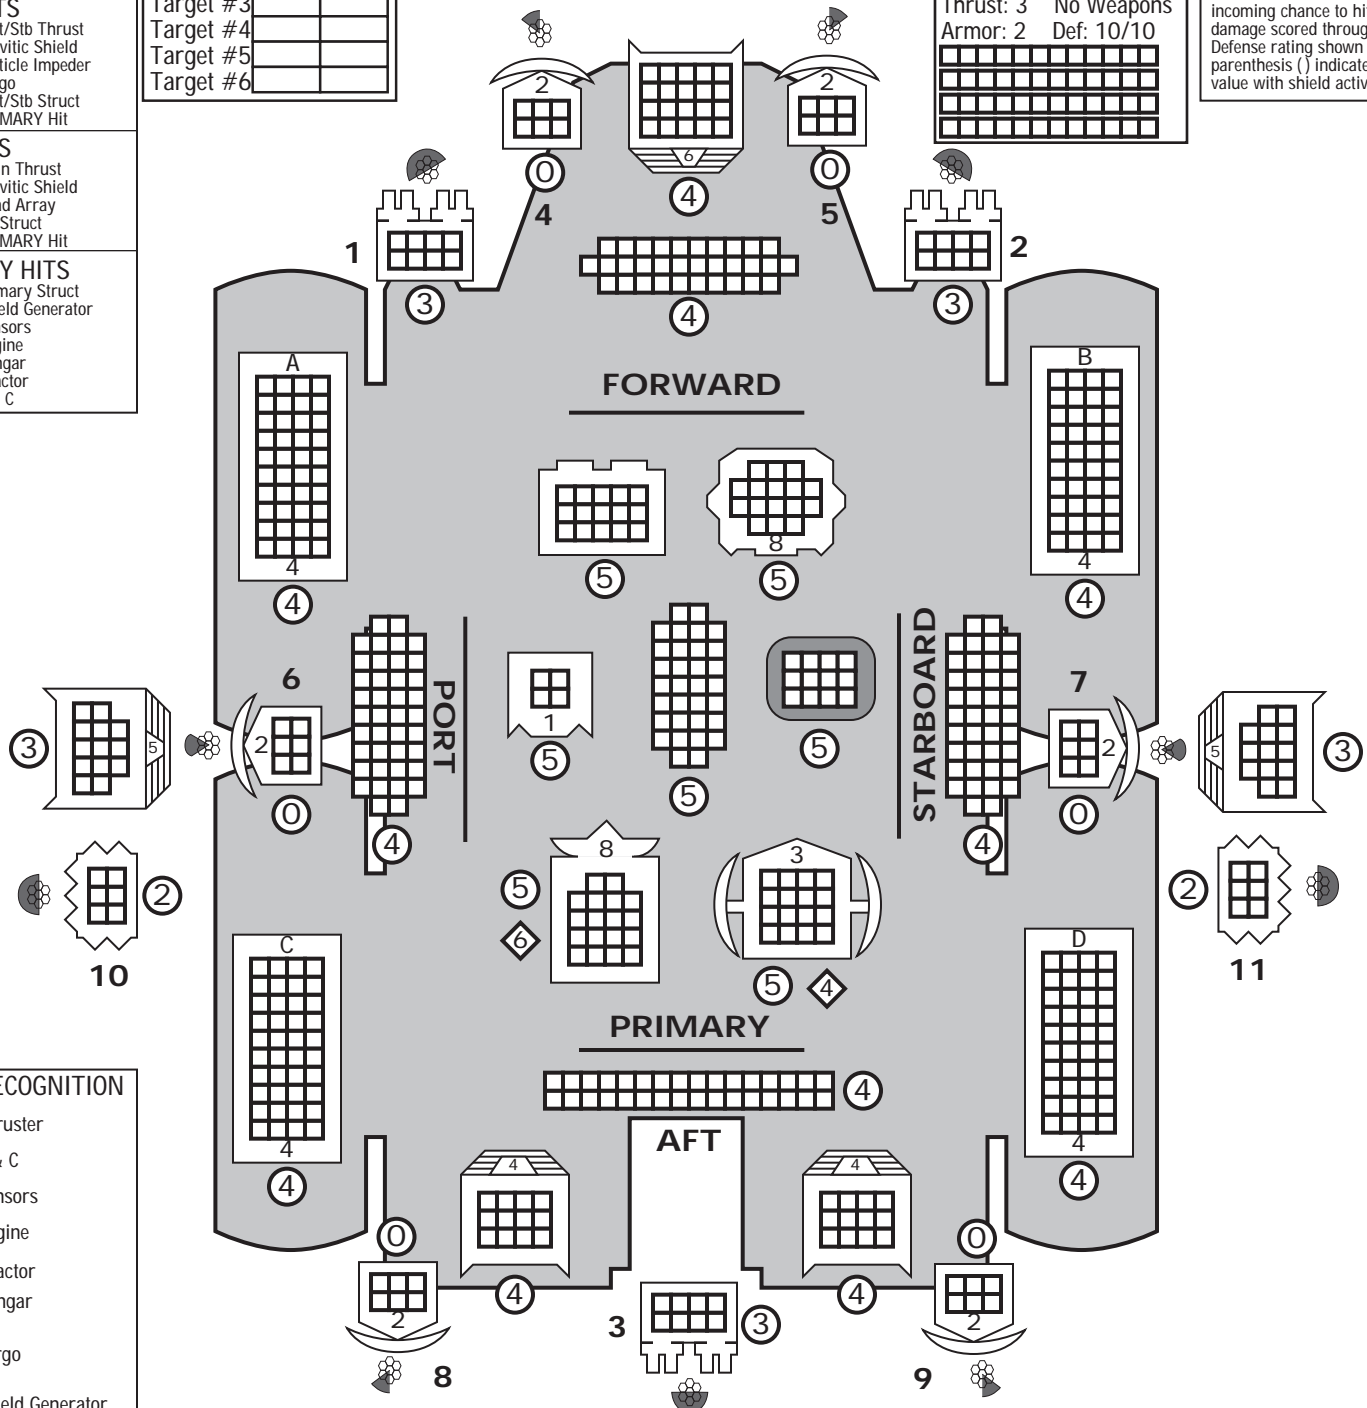 Target #3
Target #4
Target #5
Target #6
t/Stb Thrust
vitic Shield
ticle Impeder
go
t/Stb Struct
MARY Hit
S
n Thrust
vitic Shield
d Array
Struct
MARY Hit
Y HITS
mary Struct
eld Generator
sors
gine
ngar
ctor
C
Thrust: 3 No Weapons
Armor: 2 Def: 10/10
incoming chance to hi
damage scored throug
Defense rating shown
parenthesis () indicate
value with shield activ
2
0
4
6
4
2
0
5
1
3
2
3
4
FORWARD
A
4
4
B
4
4
5
8
5
PORT
STARBOARD
6
2
0
3
5
4
1
5
5
5
7
2
0
5
3
4
2
10
2
11
8
5
6
3
5
4
C
4
4
D
4
4
PRIMARY
4
AFT
4
4
4
4
0
2
8
3
3
0
2
9
ECOGNITION
ruster
& C
nsors
gine
actor
ngar
rgo
eld Generator